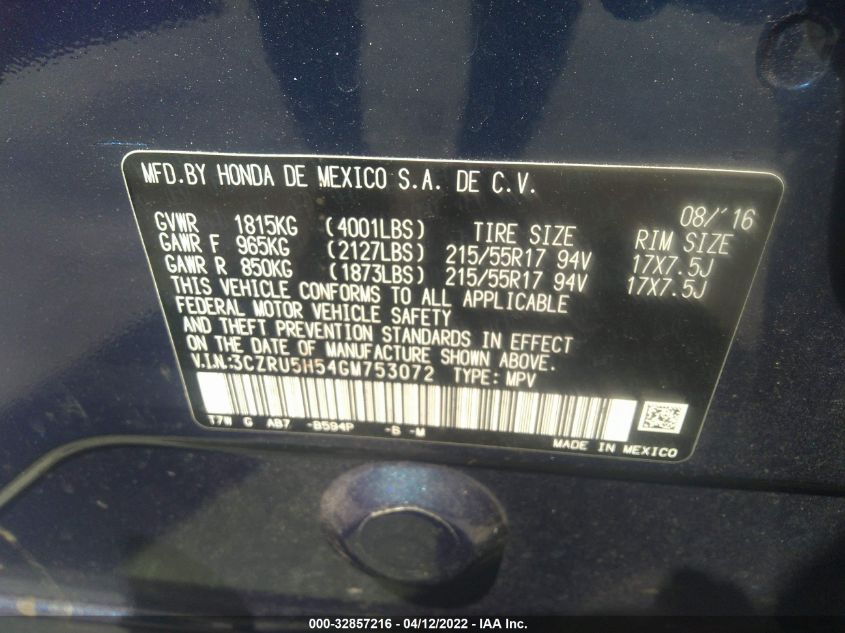 MFD.BY HONDA DE MEXICO S.A. DE C.V.
08/'16
GVWR 1815KG (4001LBS) TIRE SIZE RIM SIZE
GAWR F 965KG (2127LBS) 215/55R17 94V 17X7.5J
GAWR R 850KG (1873LBS) 215/55R17 94V 17X7.5J
THIS VEHICLE CONFORMS TO ALL APPLICABLE
FEDERAL MOTOR VEHICLE SAFETY
AND THEFT PREVENTION STANDARDS IN EFFECT
ON THE DATE OF MANUFACTURE SHOWN ABOVE.
V.I.N:3CZRU5H54GM753072 TYPE: MPV
T7W G AB7 -B594P -B -M
MADE IN MEXICO
000-32857216 - 04/12/2022 - IAA Inc.